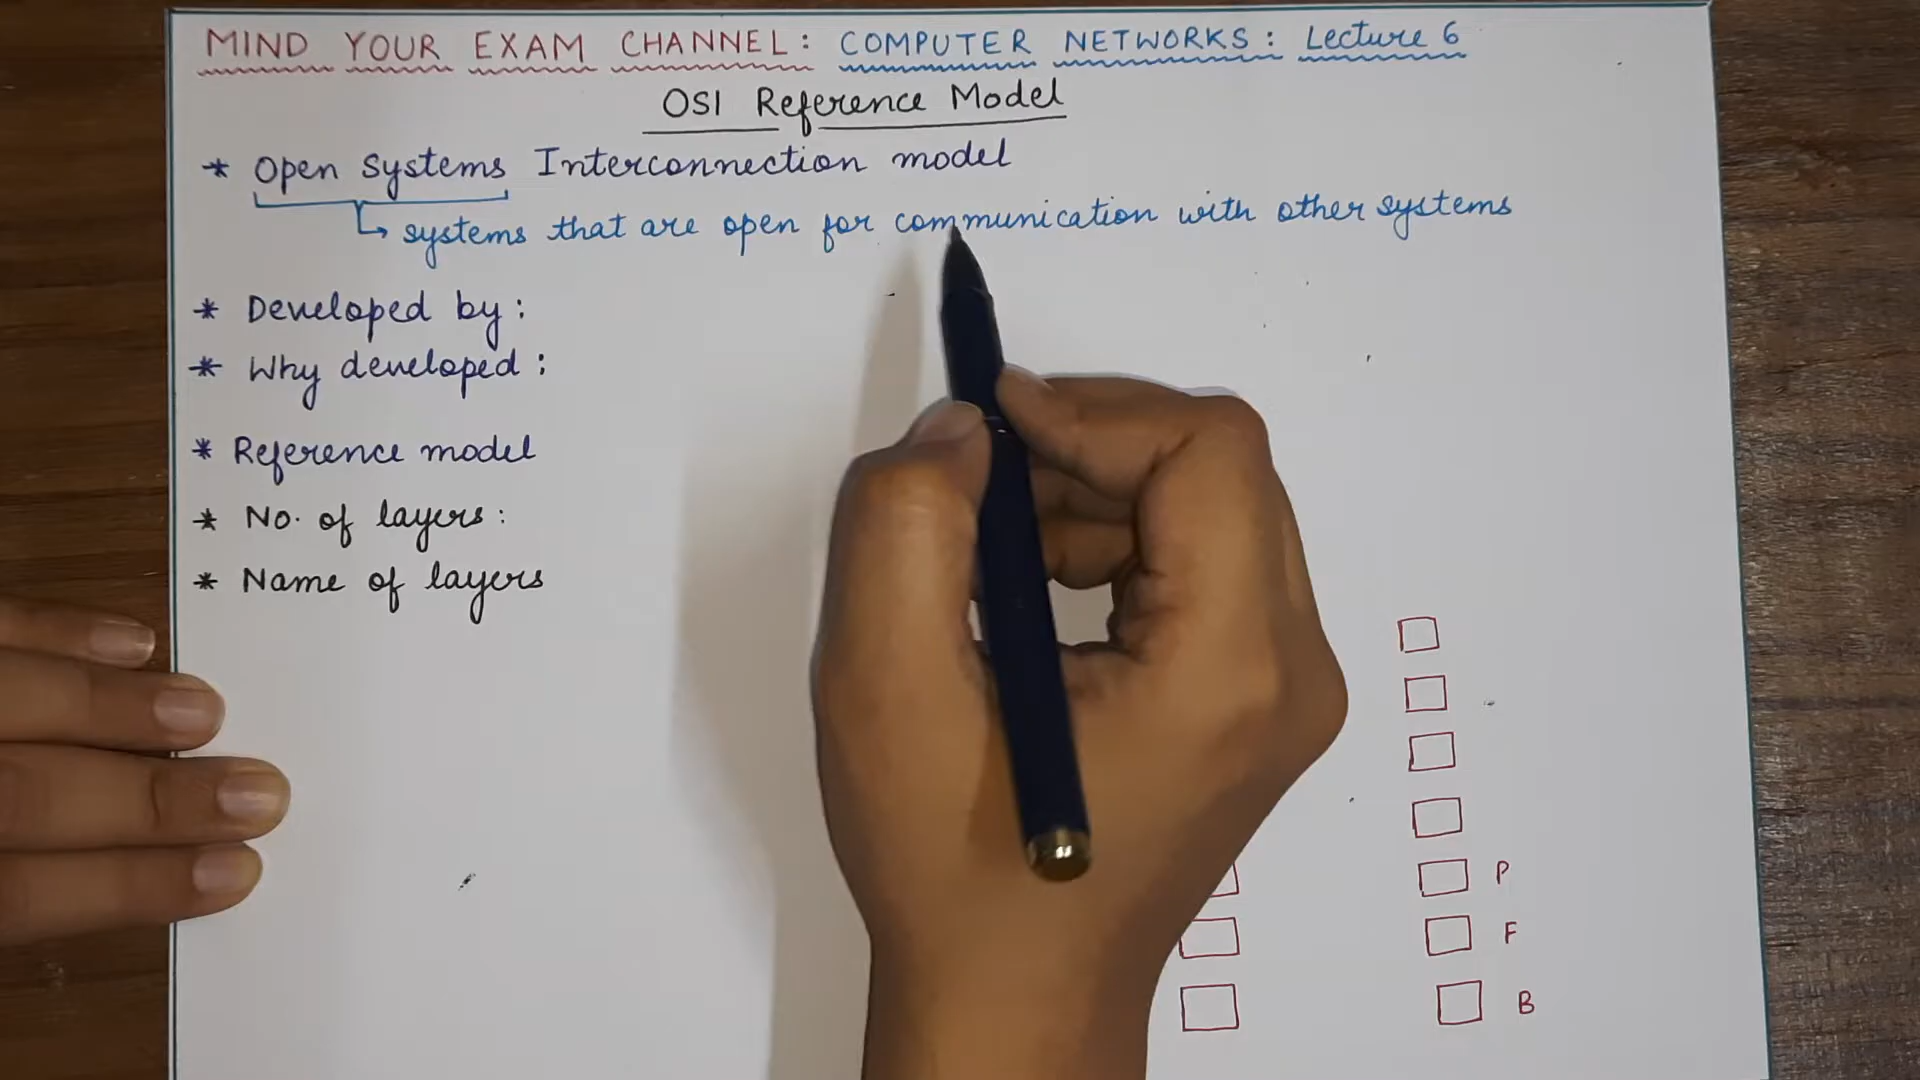 MIND YOUR EXAM CHANNEL: COMPUTER NETWORKS: Lecture 6
OSI Reference Model
* Open Systems Interconnection model
↳ systems that are open for communication with other systems
* Developed by:
* Why developed:
* Reference model
* No. of layers:
* Name of layers
P
F
B